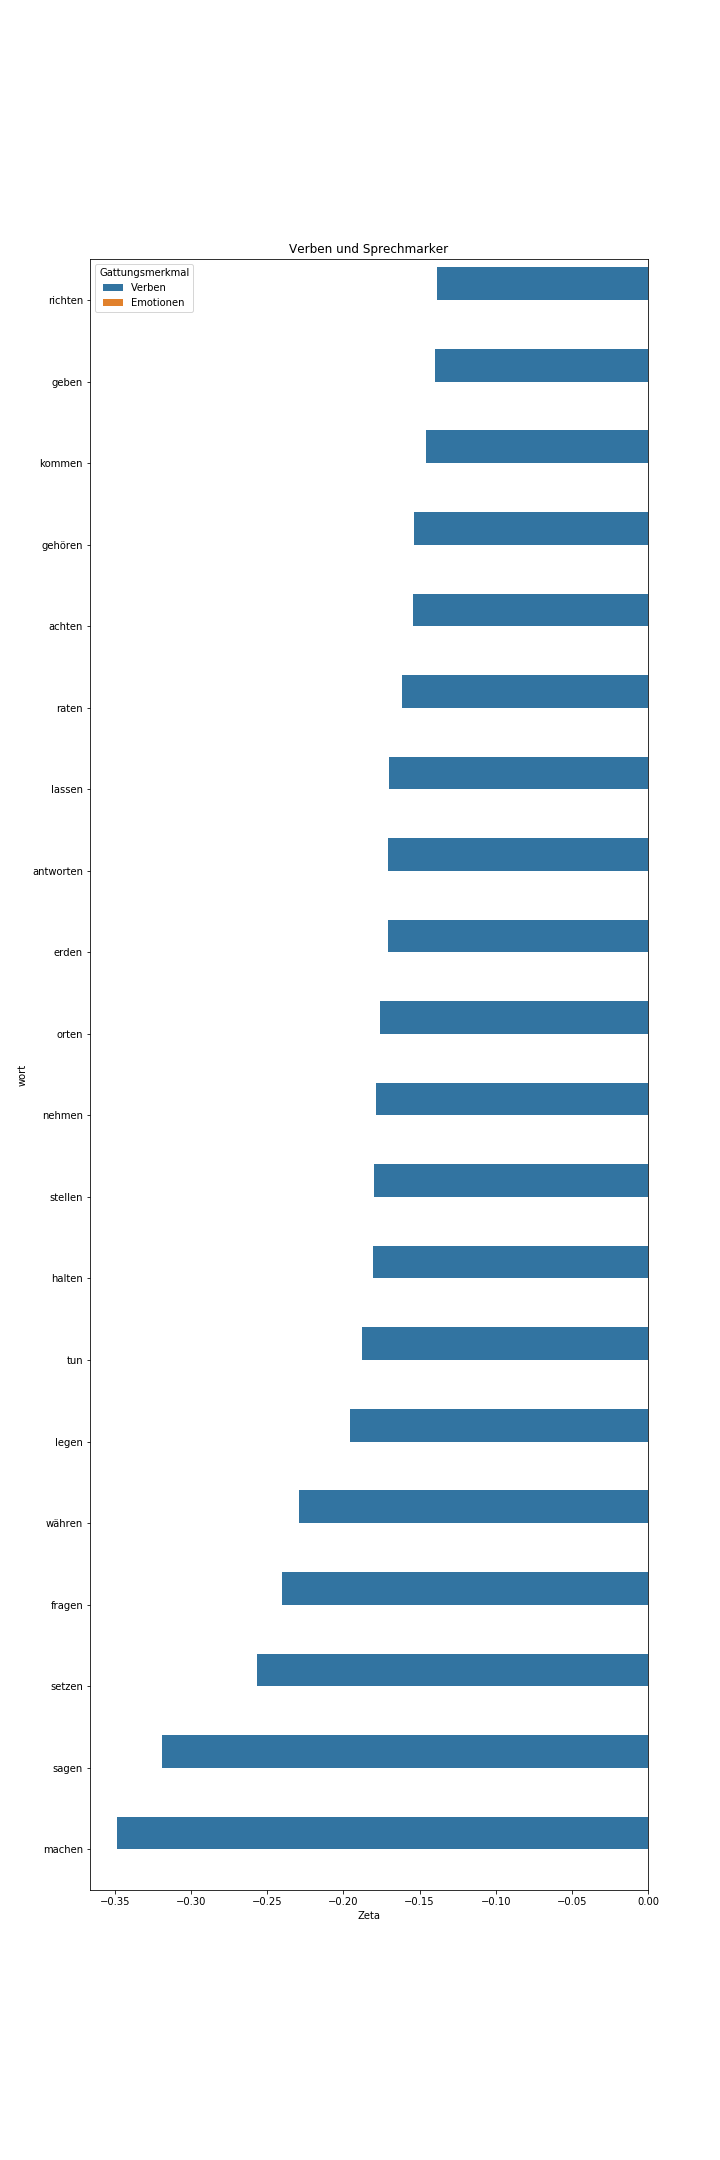 Verben und Sprechmarker
Gattungsmerkmal
Verben
Emotionen
richten
geben
kommen
gehören
achten
raten
lassen
antworten
erden
orten
nehmen
stellen
halten
tun
legen
währen
fragen
setzen
sagen
machen
wort
−0.35 −0.30 −0.25 −0.20 −0.15 −0.10 −0.05 0.00
Zeta